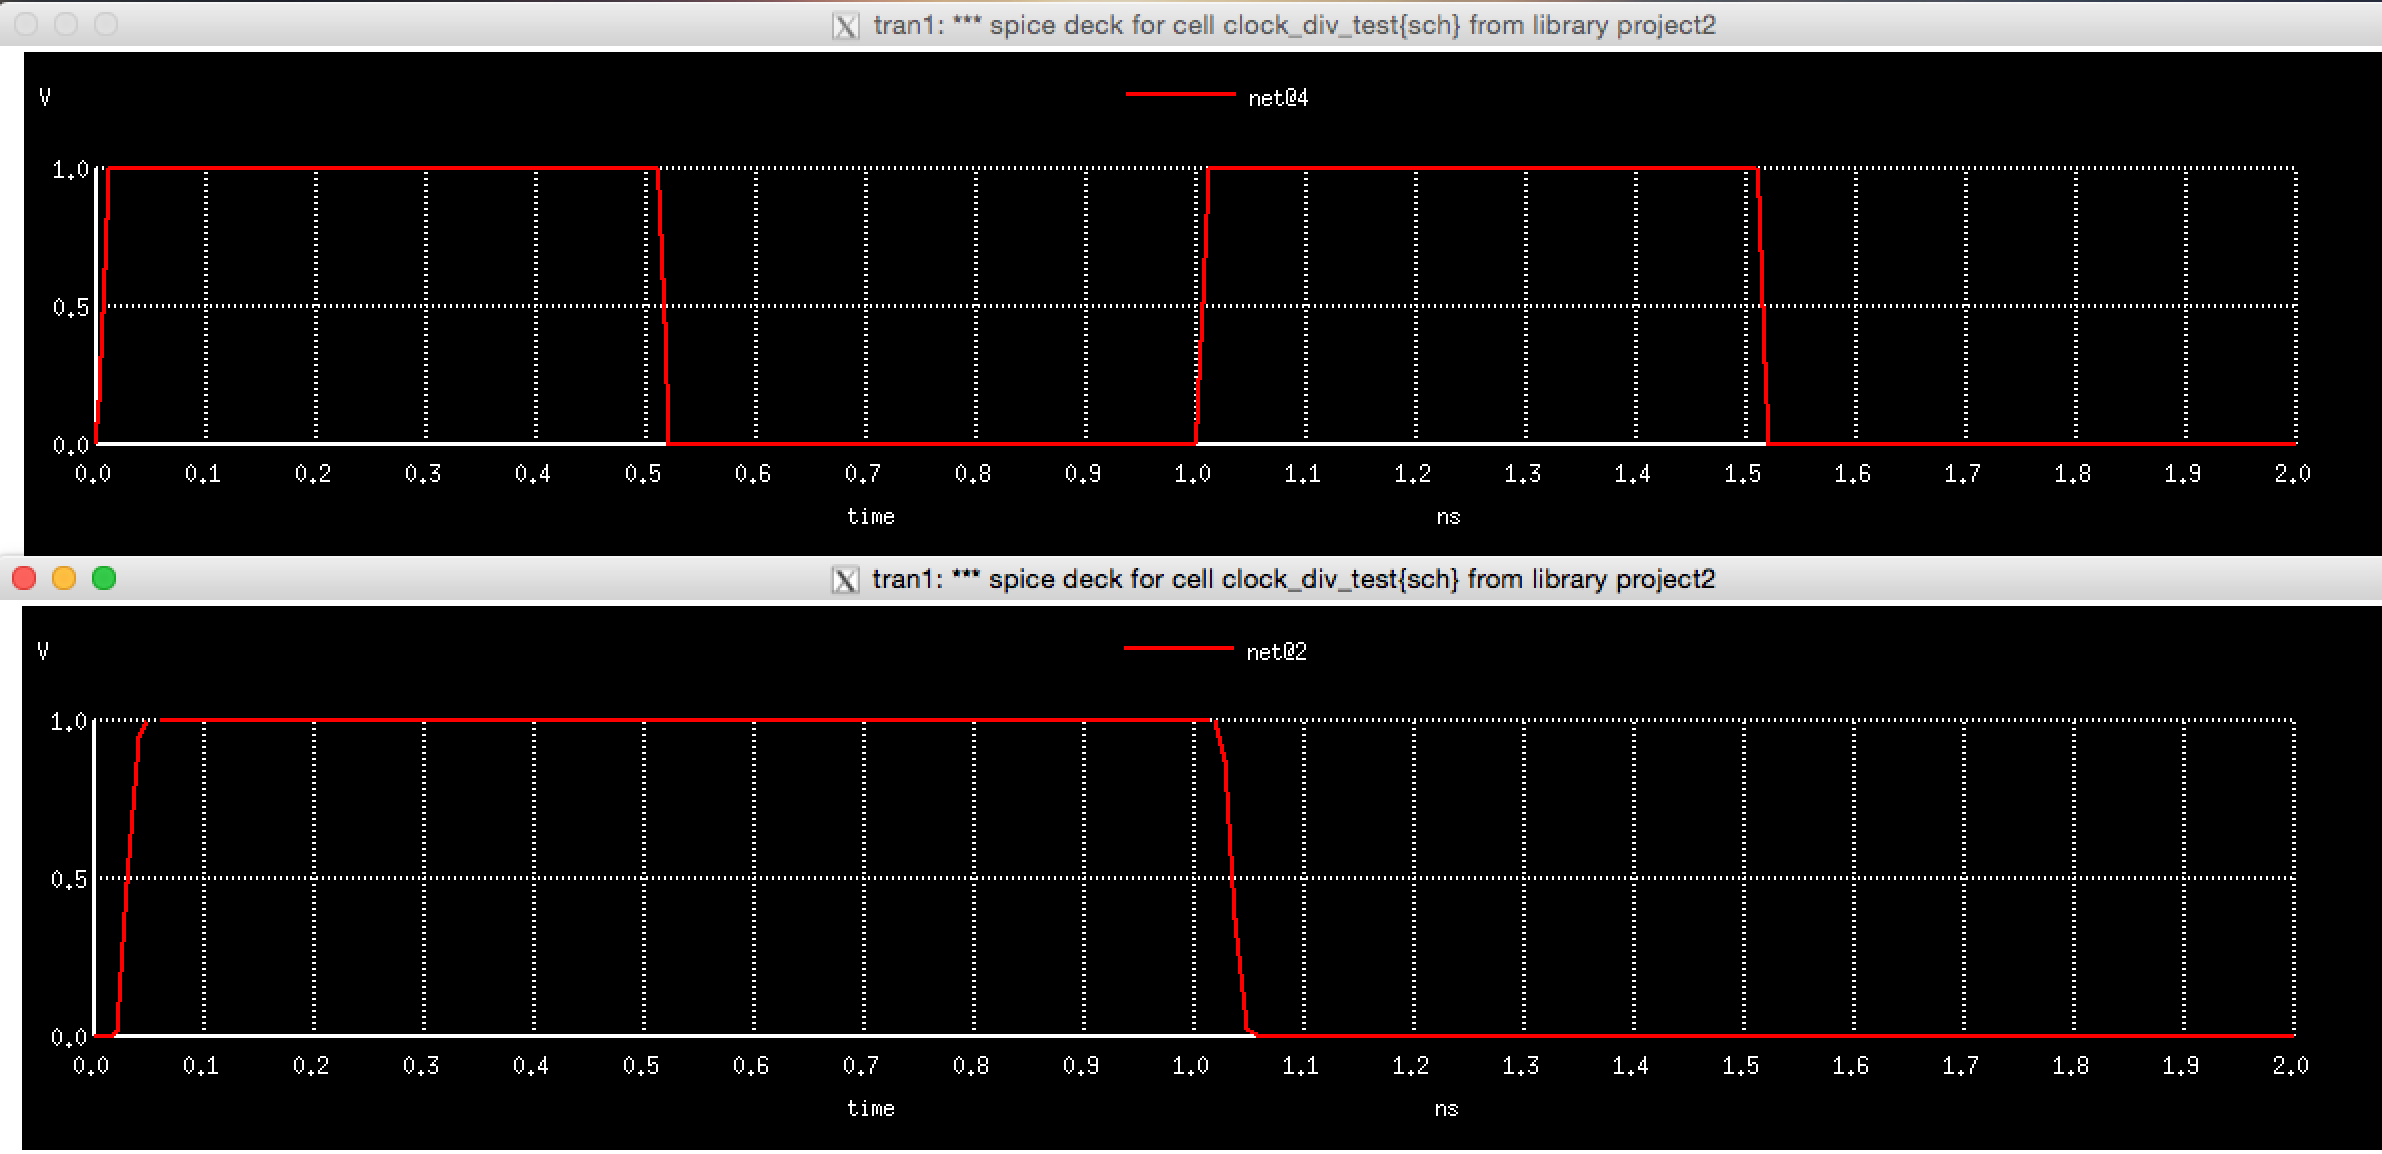 tran1: *** spice deck for cell clock_div_test{sch} from library project2
V
net@4
1.0
0.5
0.0
0.0 0.1 0.2 0.3 0.4 0.5 0.6 0.7 0.8 0.9 1.0 1.1 1.2 1.3 1.4 1.5 1.6 1.7 1.8 1.9 2.0
time ns
tran1: *** spice deck for cell clock_div_test{sch} from library project2
V
net@2
1.0
0.5
0.0
0.0 0.1 0.2 0.3 0.4 0.5 0.6 0.7 0.8 0.9 1.0 1.1 1.2 1.3 1.4 1.5 1.6 1.7 1.8 1.9 2.0
time ns